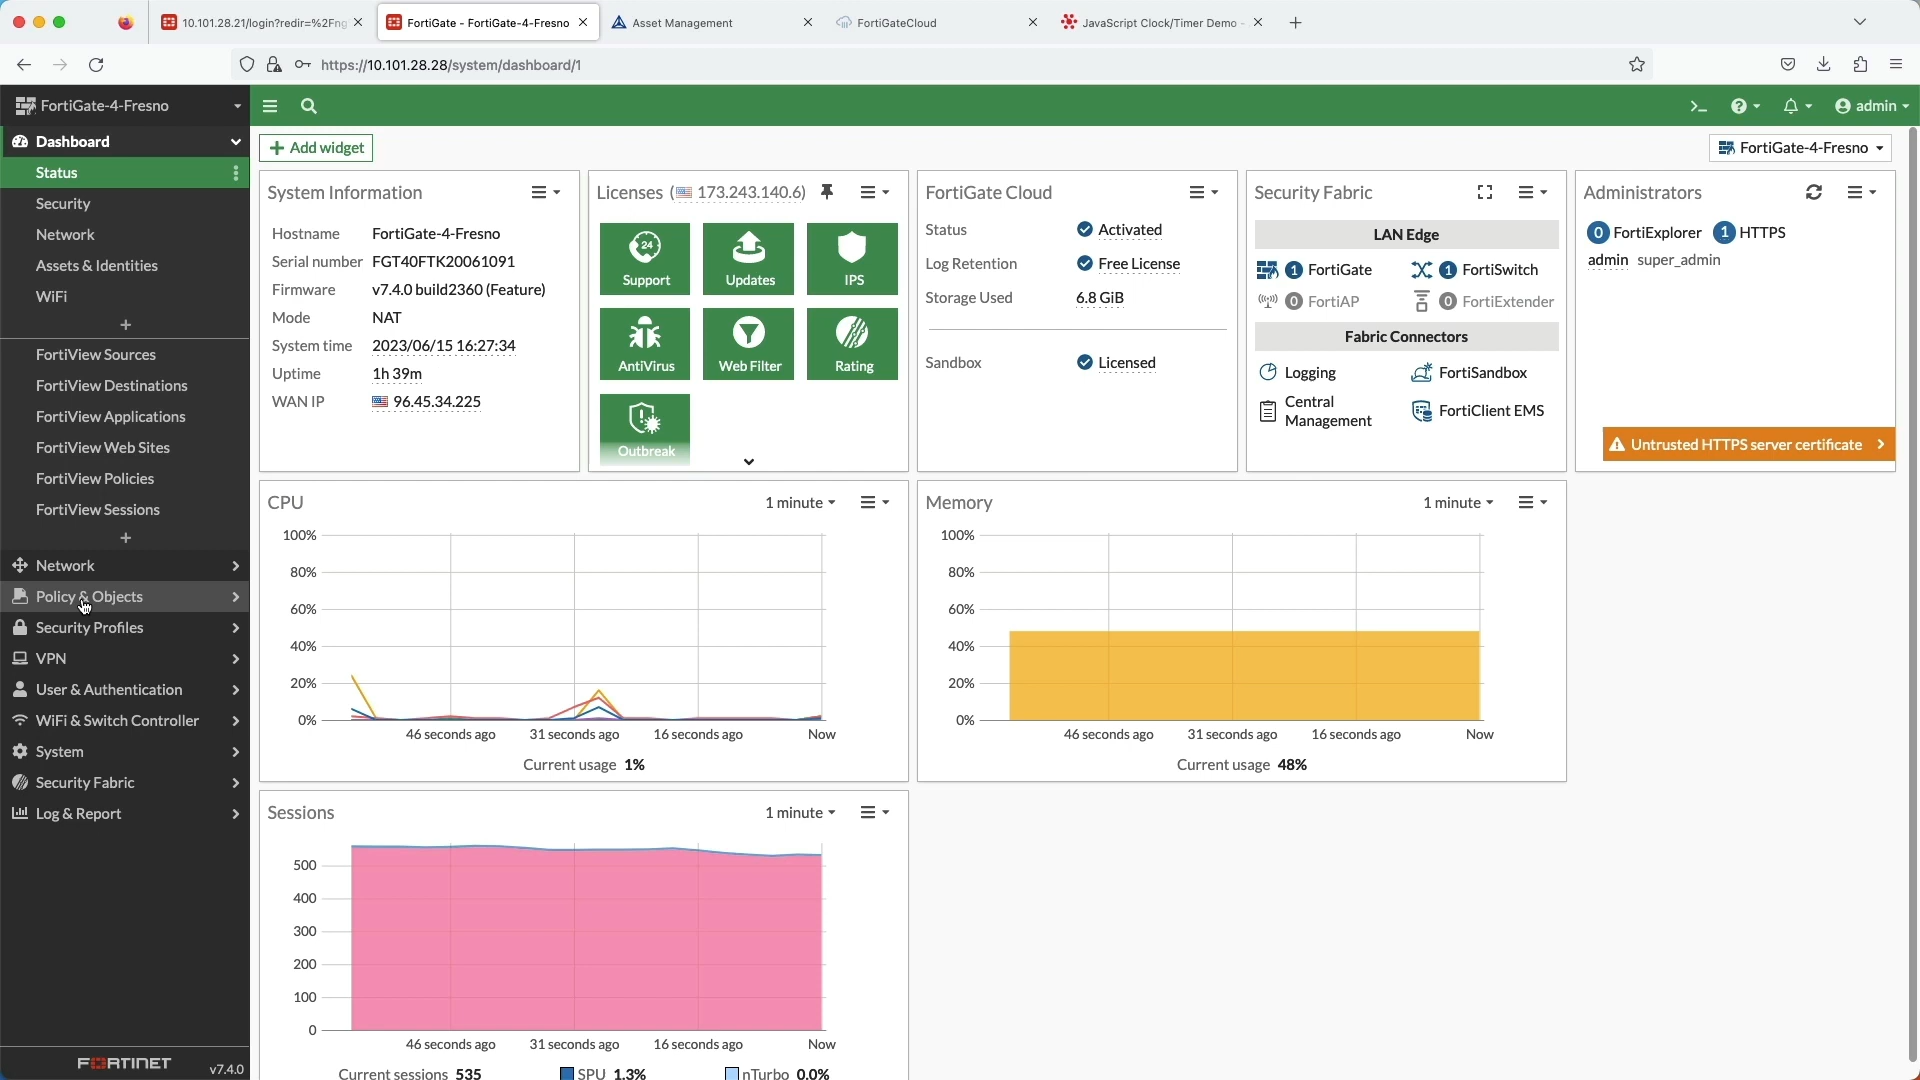 10.101.28.21/login?redir=%2Fng
FortiGate - FortiGate-4-Fresno
Asset Management
FortiGateCloud
JavaScript Clock/Timer Demo -
https://10.101.28.28/system/dashboard/1
FortiGate-4-Fresno
admin
Dashboard
Status
Security
Network
Assets & Identities
WiFi
+
FortiView Sources
FortiView Destinations
FortiView Applications
FortiView Web Sites
FortiView Policies
FortiView Sessions
+
Network
Policy & Objects
Security Profiles
VPN
User & Authentication
WiFi & Switch Controller
System
Security Fabric
Log & Report
FORTINET
v7.4.0
+ Add widget
FortiGate-4-Fresno
System Information
Hostname FortiGate-4-Fresno
Serial number FGT40FTK20061091
Firmware v7.4.0 build2360 (Feature)
Mode NAT
System time 2023/06/15 16:27:34
Uptime 1h 39m
WAN IP 96.45.34.225
Licenses (173.243.140.6)
24
Support
Updates
IPS
AntiVirus
Web Filter
Rating
Outbreak
FortiGate Cloud
Status Activated
Log Retention Free License
Storage Used 6.8 GiB
Sandbox Licensed
Security Fabric
LAN Edge
1 FortiGate
1 FortiSwitch
0 FortiAP
0 FortiExtender
Fabric Connectors
Logging
FortiSandbox
Central Management
FortiClient EMS
Administrators
0 FortiExplorer 1 HTTPS
admin super_admin
Untrusted HTTPS server certificate
CPU
1 minute
100%
80%
60%
40%
20%
0%
46 seconds ago 31 seconds ago 16 seconds ago Now
Current usage 1%
Memory
1 minute
100%
80%
60%
40%
20%
0%
46 seconds ago 31 seconds ago 16 seconds ago Now
Current usage 48%
Sessions
1 minute
500
400
300
200
100
0
46 seconds ago 31 seconds ago 16 seconds ago Now
Current sessions 535 SPU 1.3% nTurbo 0.0%